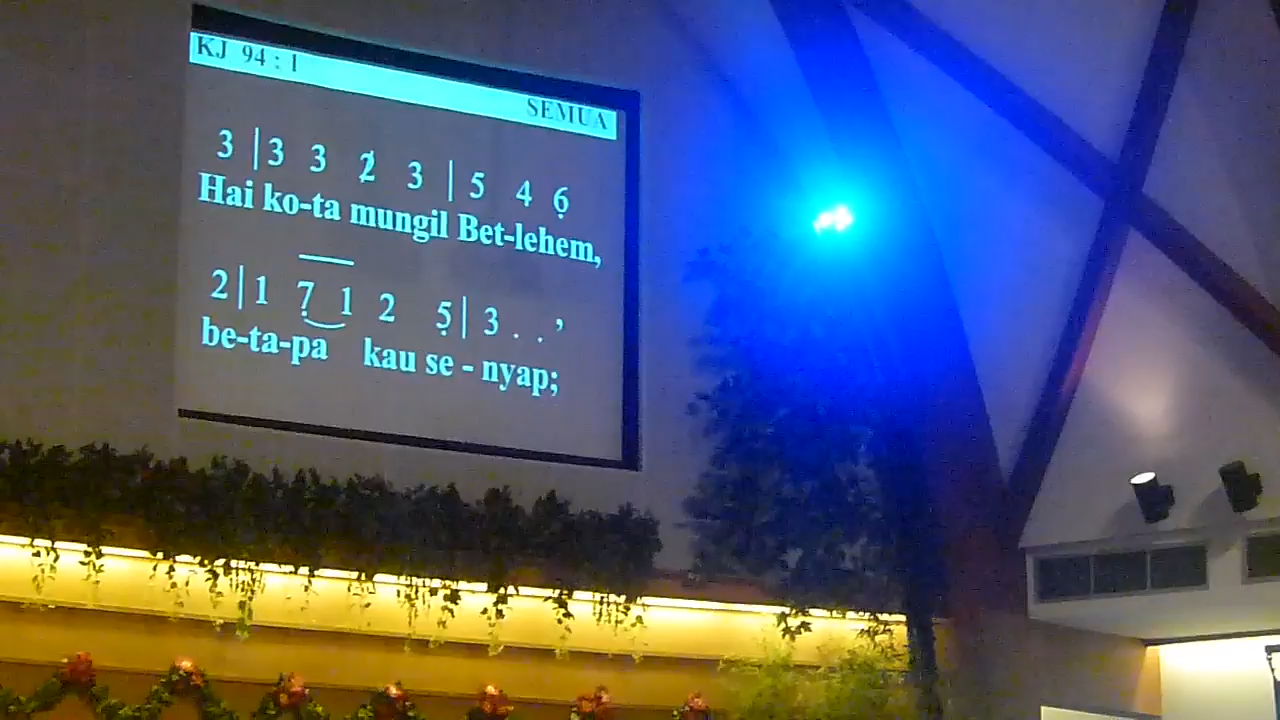 KJ 94 : 1
SEMUA
3 | 3 3 2̸ 3 | 5 4 6̣
Hai ko-ta mungil Bet-lehem,
2 | 1 7̣ 1 2 5̣ | 3 . . ’
be-ta-pa kau se - nyap;